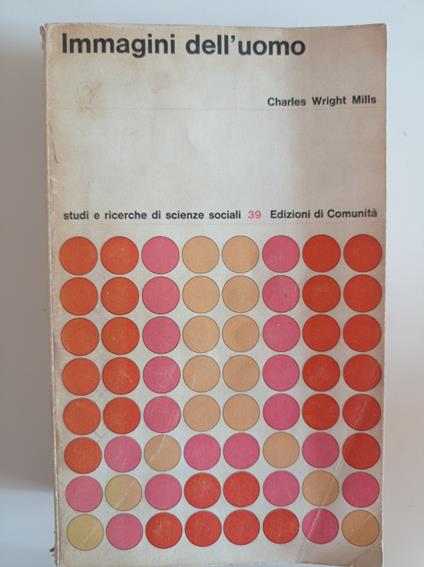 Immagini dell'uomo
Charles Wright Mills
studi e ricerche di scienze sociali 39 Edizioni di Comunità